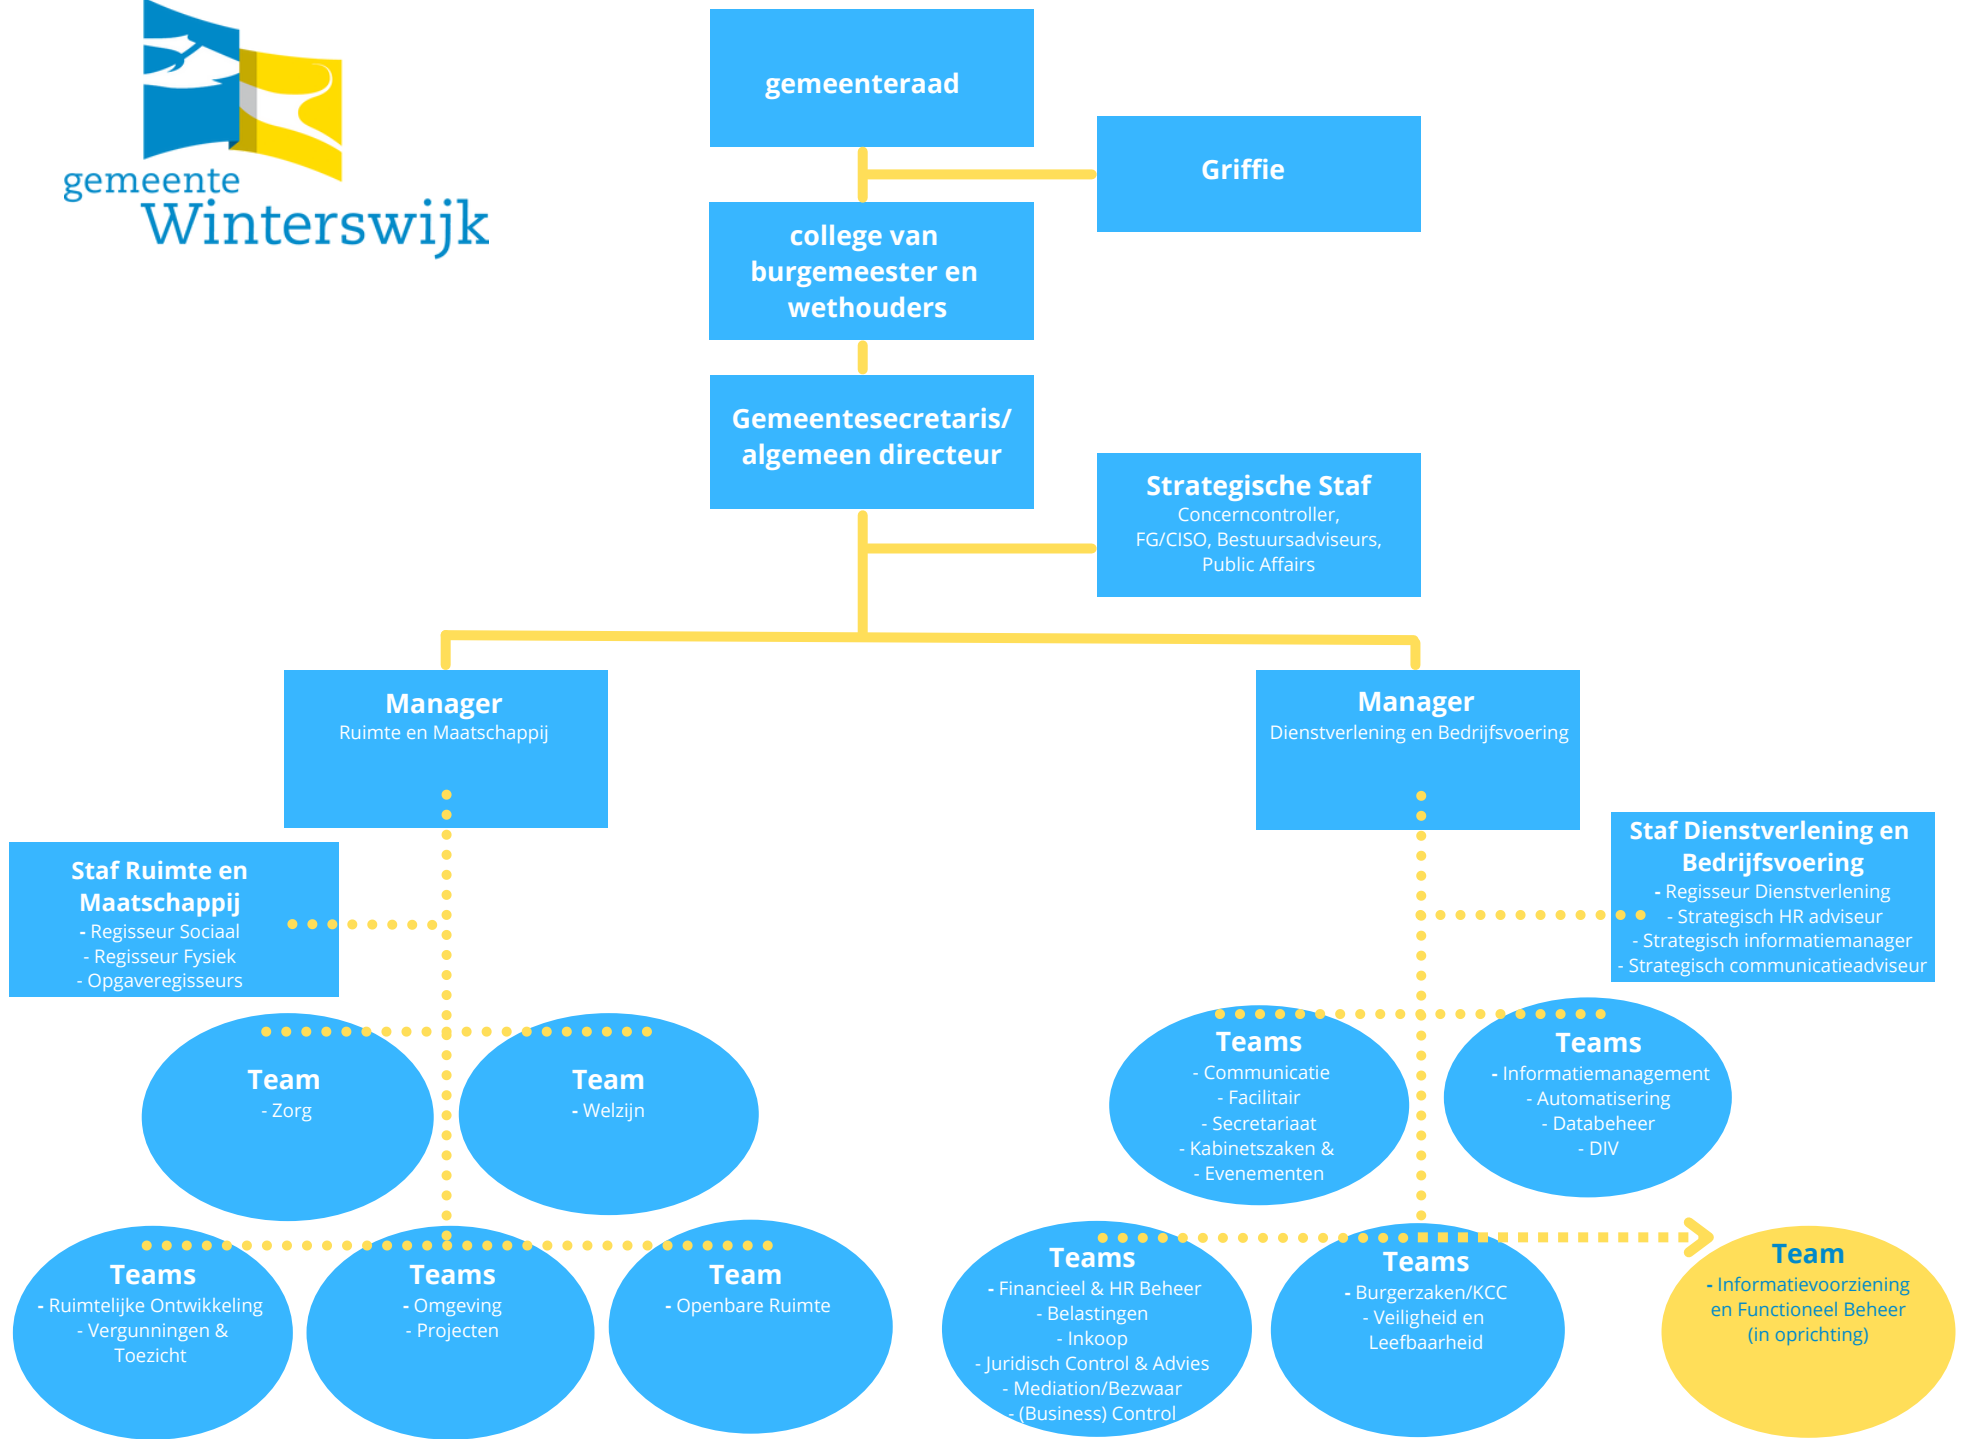 gemeente
Winterswijk
gemeenteraad
Griffie
college van
burgemeester en
wethouders
Gemeentesecretaris/
algemeen directeur
Strategische Staf
Concerncontroller,
FG/CISO, Bestuursadviseurs,
Public Affairs
Manager
Ruimte en Maatschappij
Manager
Dienstverlening en Bedrijfsvoering
Staf Ruimte en
Maatschappij
- Regisseur Sociaal
- Regisseur Fysiek
- Opgaveregisseurs
Staf Dienstverlening en
Bedrijfsvoering
- Regisseur Dienstverlening
- Strategisch HR adviseur
- Strategisch informatiemanager
- Strategisch communicatieadviseur
Team
- Zorg
Team
- Welzijn
Teams
- Communicatie
- Facilitair
- Secretariaat
- Kabinetszaken &
- Evenementen
Teams
- Informatiemanagement
- Automatisering
- Databeheer
- DIV
Teams
- Ruimtelijke Ontwikkeling
- Vergunningen &
Toezicht
Teams
- Omgeving
- Projecten
Team
- Openbare Ruimte
Teams
- Financieel & HR Beheer
- Belastingen
- Inkoop
- Juridisch Control & Advies
- Mediation/Bezwaar
- (Business) Control
Teams
- Burgerzaken/KCC
- Veiligheid en
Leefbaarheid
Team
- Informatievoorziening
en Functioneel Beheer
(in oprichting)